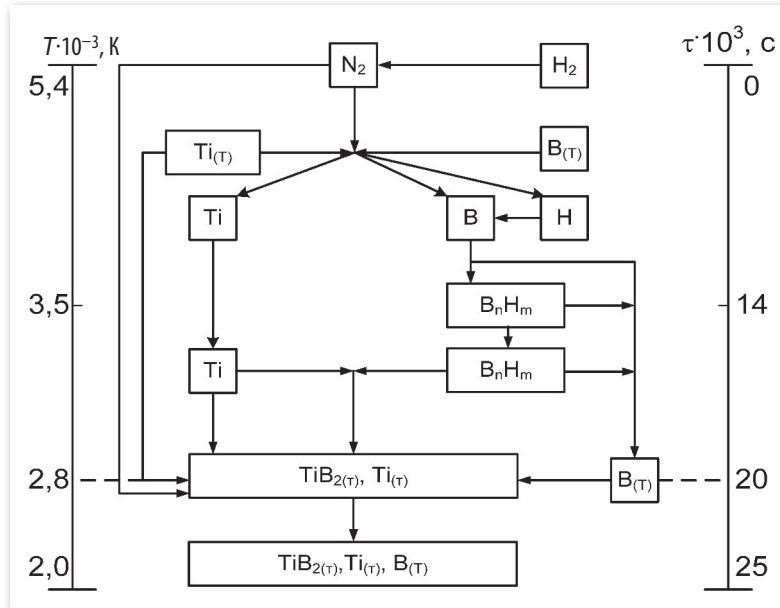 T·10⁻³, К
τ·10³, с
N₂
H₂
5,4
0
Ti₍Т₎
B₍Т₎
Ti
B
H
3,5
BₙHₘ
14
Ti
BₙHₘ
2,8
TiB₂₍т₎, Ti₍т₎
B₍Т₎
20
2,0
TiB₂₍т₎,Ti₍т₎, B₍Т₎
25